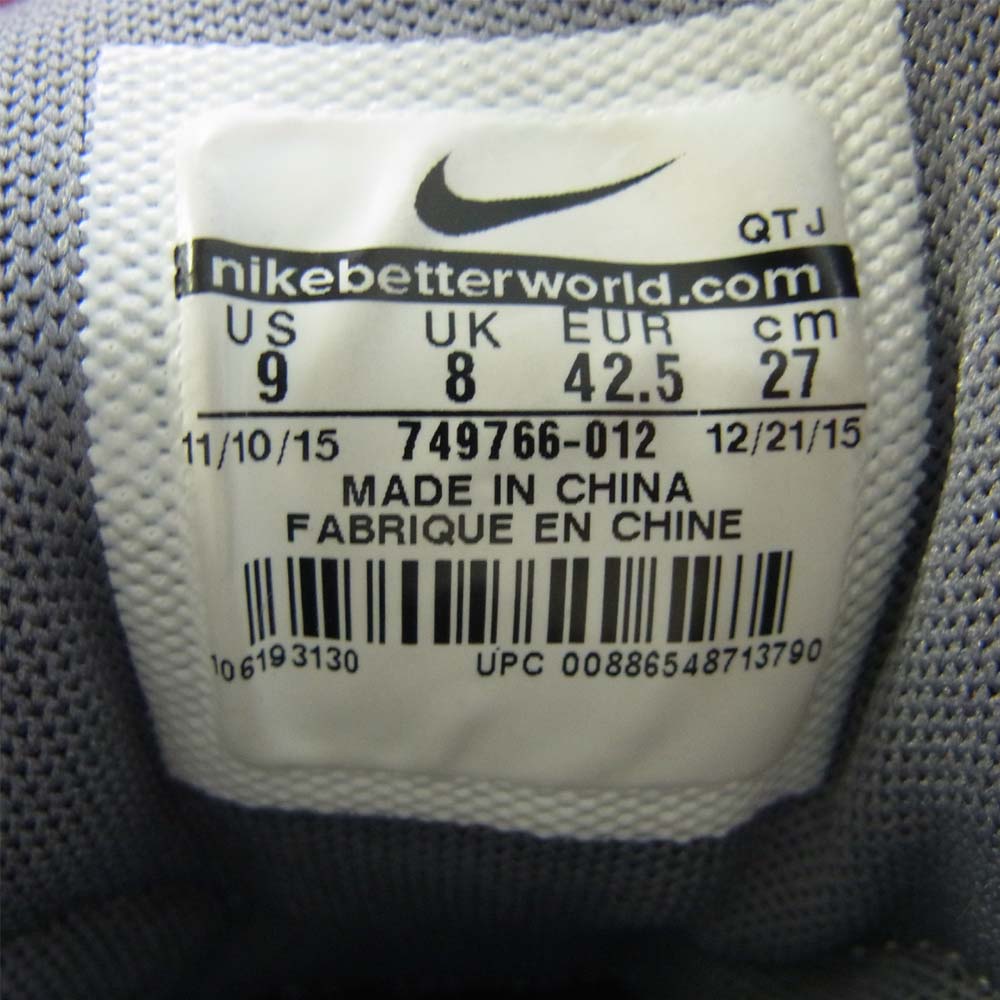 QTJ
nikebetterworld.com
US UK EUR cm
9 8 42.5 27
11/10/15 749766-012 12/21/15
MADE IN CHINA
FABRIQUE EN CHINE
106193130 UPC 00886548713790